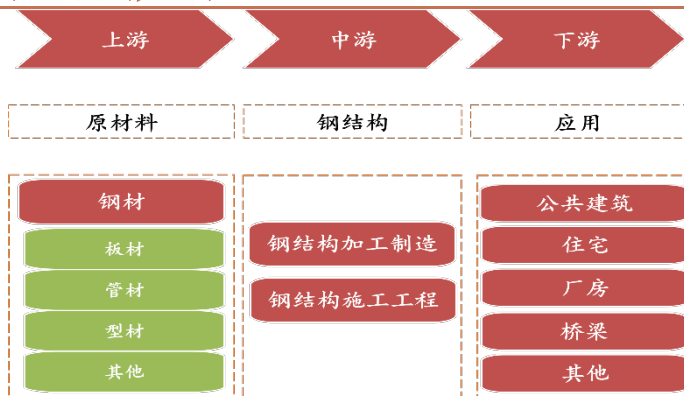 上游
中游
下游
原材料
钢结构
应用
钢材
板材
管材
型材
其他
钢结构加工制造
钢结构施工工程
公共建筑
住宅
厂房
桥梁
其他